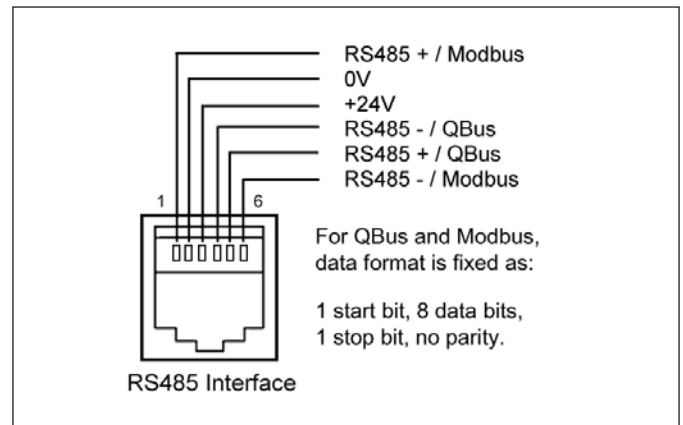 RS485 + / Modbus
0V
+24V
RS485 - / QBus
RS485 + / QBus
RS485 - / Modbus
1 6
For QBus and Modbus,
data format is fixed as:
1 start bit, 8 data bits,
1 stop bit, no parity.
RS485 Interface